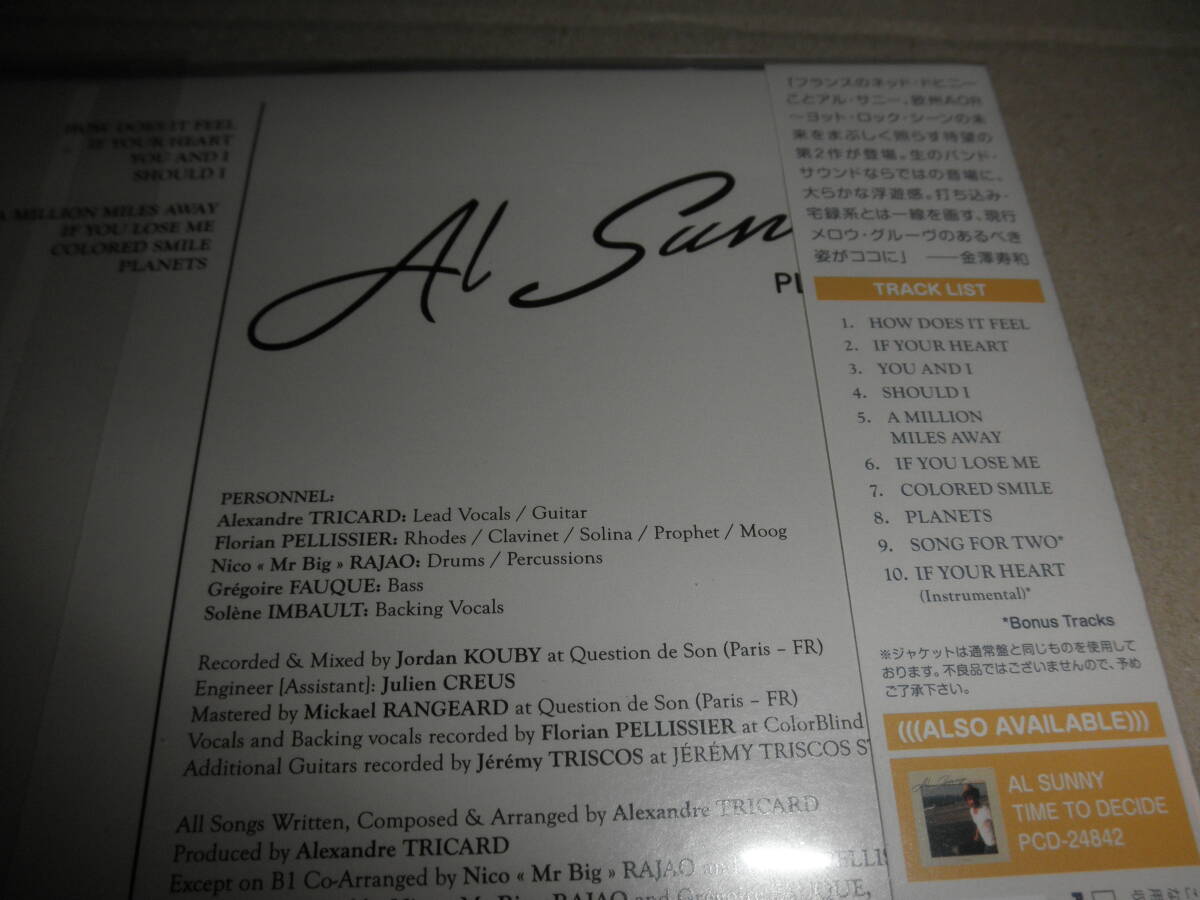 HOW DOES IT FEEL
IF YOUR HEART
YOU AND I
SHOULD I
A MILLION MILES AWAY
IF YOU LOSE ME
COLORED SMILE
PLANETS
Al Sunn
PL
PERSONNEL:
Alexandre TRICARD: Lead Vocals / Guitar
Florian PELLISSIER: Rhodes / Clavinet / Solina / Prophet / Moog
Nico « Mr Big » RAJAO: Drums / Percussions
Grégoire FAUQUE: Bass
Solène IMBAULT: Backing Vocals
Recorded & Mixed by Jordan KOUBY at Question de Son (Paris – FR)
Engineer [Assistant]: Julien CREUS
Mastered by Mickael RANGEARD at Question de Son (Paris – FR)
Vocals and Backing vocals recorded by Florian PELLISSIER at ColorBlind
Additional Guitars recorded by Jérémy TRISCOS at JÉRÉMY TRISCOS ST
All Songs Written, Composed & Arranged by Alexandre TRICARD
Produced by Alexandre TRICARD
Except on B1 Co-Arranged by Nico « Mr Big » RAJAO
「フランスのネッド・ドヒニー
ことアル・サニー、欧州AOR
〜ヨット・ロック・シーンの未
来をまぶしく照らす待望の
第2作が登場。生のバンド・
サウンドならではの音場に、
大らかな浮遊感。打ち込み・
宅録系とは一線を画す、現行
メロウ・グルーヴのあるべき
姿がココに」 ——金澤寿和
TRACK LIST
1. HOW DOES IT FEEL
2. IF YOUR HEART
3. YOU AND I
4. SHOULD I
5. A MILLION
MILES AWAY
6. IF YOU LOSE ME
7. COLORED SMILE
8. PLANETS
9. SONG FOR TWO*
10. IF YOUR HEART
(Instrumental)*
*Bonus Tracks
※ジャケットは通常盤と同じものを使用して
おります。不良品ではございませんので、予め
ご了承下さい。
(((ALSO AVAILABLE)))
Al Sunny
AL SUNNY
TIME TO DECIDE
PCD-24842